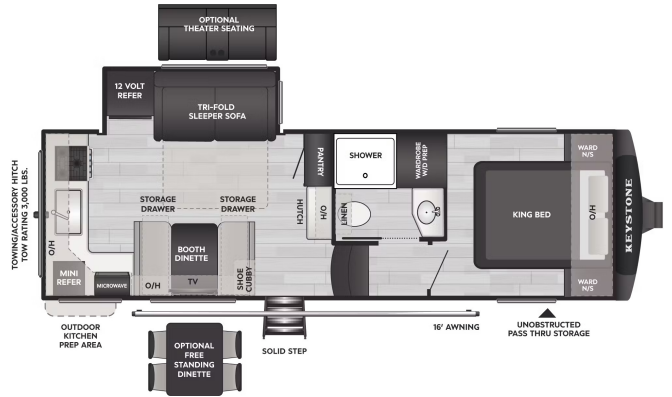 OPTIONAL
THEATER SEATING
12 VOLT
REFER
TRI-FOLD
SLEEPER SOFA
TOWING/ACCESSORY HITCH
TOW RATING 3,000 LBS.
PANTRY
SHOWER
WARDROBE
W/D PREP
WARD
N/S
KEYSTONE
STORAGE
DRAWER
STORAGE
DRAWER
HUTCH
O/H
LINEN
KING BED
O/H
O/H
BOOTH
DINETTE
TV
MINI
REFER
MICROWAVE
O/H
SHOE
CUBBY
WARD
N/S
OUTDOOR
KITCHEN
PREP AREA
SOLID STEP
16' AWNING
UNOBSTRUCTED
PASS THRU STORAGE
OPTIONAL
FREE
STANDING
DINETTE